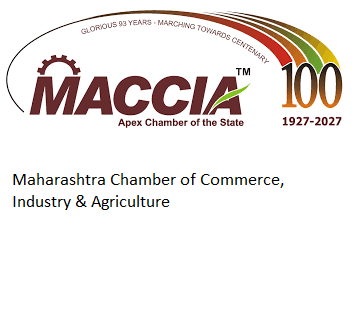 GLORIOUS 93 YEARS - MARCHING TOWARDS CENTENARY
MACCIA™ 100
Apex Chamber of the State 1927-2027
Maharashtra Chamber of Commerce,
Industry & Agriculture